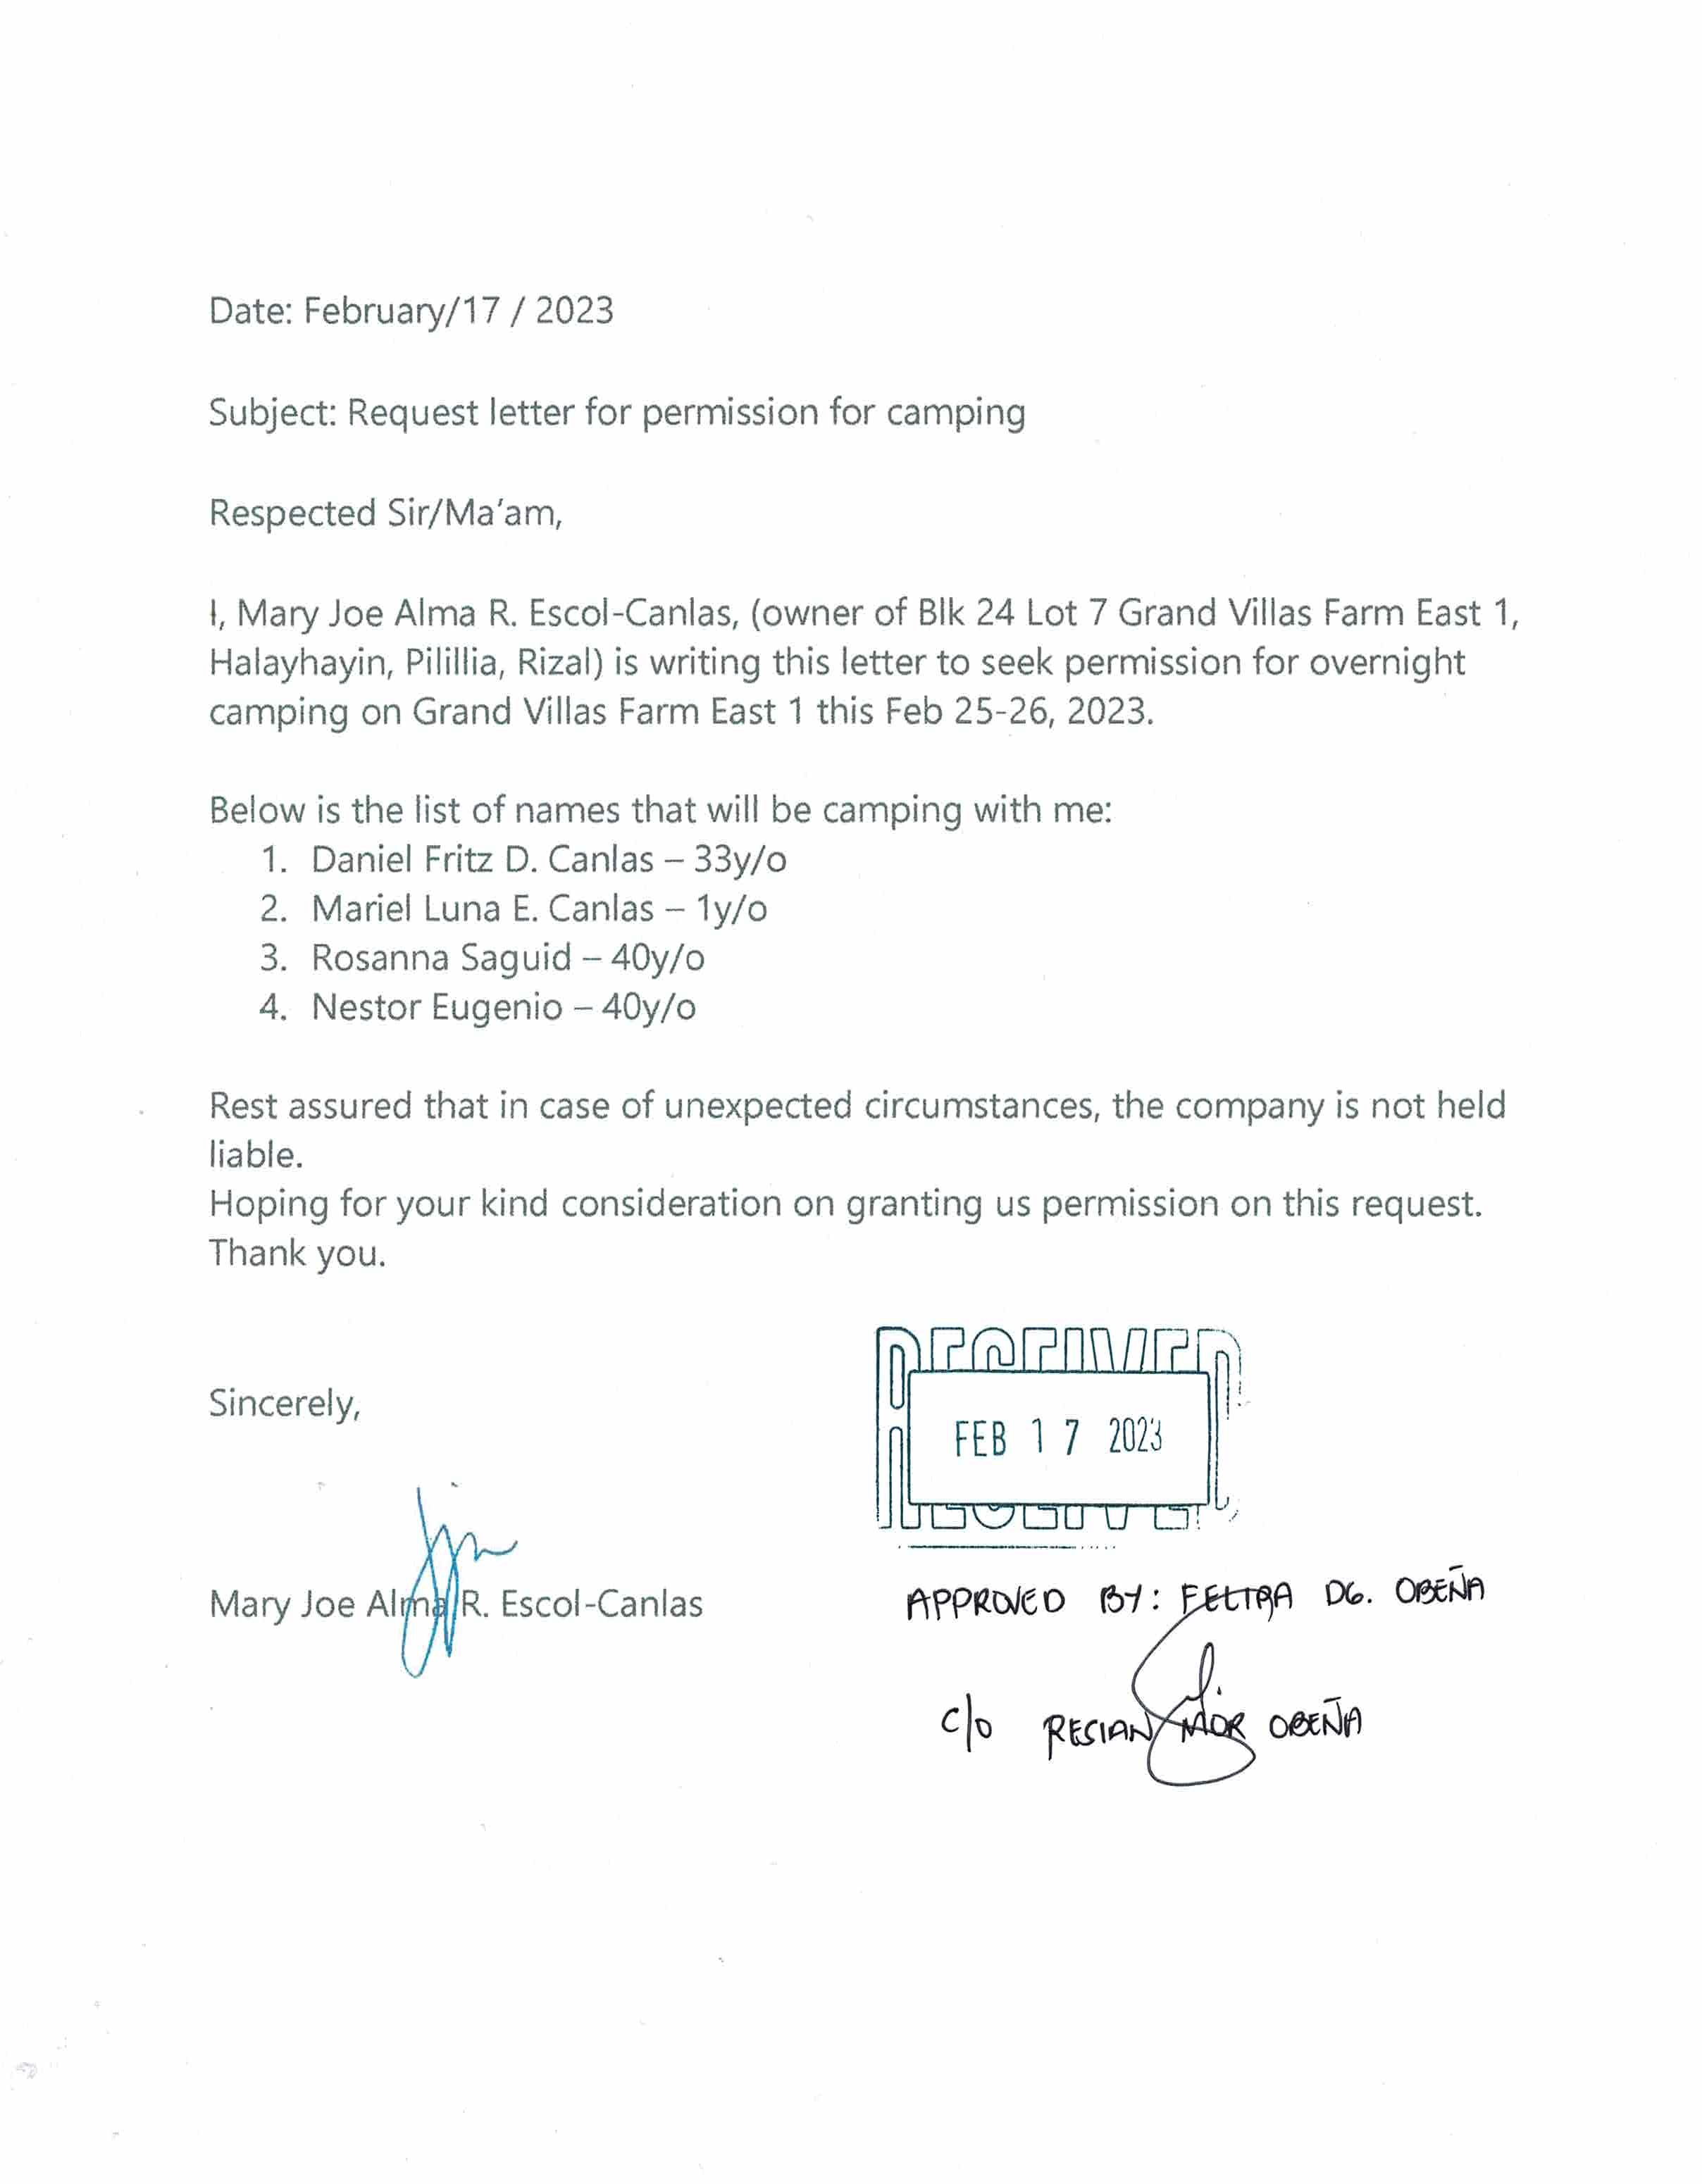 Date: February/17 / 2023
Subject: Request letter for permission for camping
Respected Sir/Ma'am,
I, Mary Joe Alma R. Escol-Canlas, (owner of Blk 24 Lot 7 Grand Villas Farm East 1,
Halayhayin, Pilillia, Rizal) is writing this letter to seek permission for overnight
camping on Grand Villas Farm East 1 this Feb 25-26, 2023.
Below is the list of names that will be camping with me:
1. Daniel Fritz D. Canlas – 33y/o
2. Mariel Luna E. Canlas – 1y/o
3. Rosanna Saguid – 40y/o
4. Nestor Eugenio – 40y/o
Rest assured that in case of unexpected circumstances, the company is not held
liable.
Hoping for your kind consideration on granting us permission on this request.
Thank you.
RECEIVED
FEB 17 2023
RECEIVED
Sincerely,
Mary Joe Alma R. Escol-Canlas
APPROVED BY: DG. OBEÑA
c/o OBEÑA